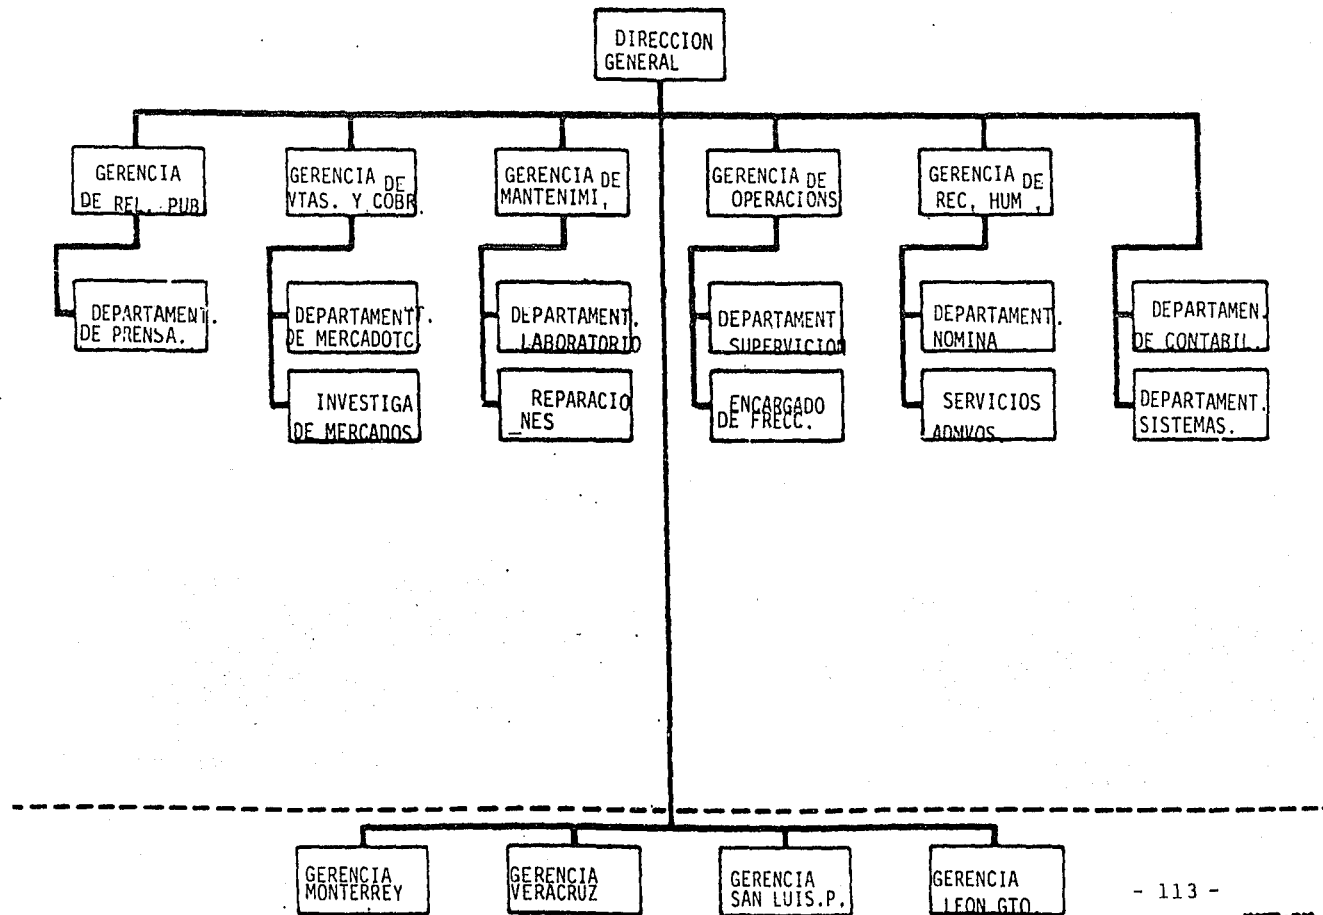 DIRECCION
GENERAL
GERENCIA
DE REL. PUB
GERENCIA DE
VTAS. Y COBR.
GERENCIA DE
MANTENIMI,
GERENCIA DE
OPERACIONS
GERENCIA DE
REC, HUM ,
DEPARTAMENT.
DE PRENSA.
DEPARTAMENT.
DE MERCADOTC.
DEPARTAMENT.
LABORATORIO
DEPARTAMENT
SUPERVICION
DEPARTAMENT.
NOMINA
DEPARTAMEN.
DE CONTABIL.
INVESTIGA
DE MERCADOS.
REPARACIO
_NES
ENCARGADO
DE FRECC.
SERVICIOS
ADMVOS
DEPARTAMENT.
SISTEMAS.
GERENCIA
MONTERREY
GERENCIA
VERACRUZ
GERENCIA
SAN LUIS.P.
GERENCIA
LEON GTO.
- 113 -